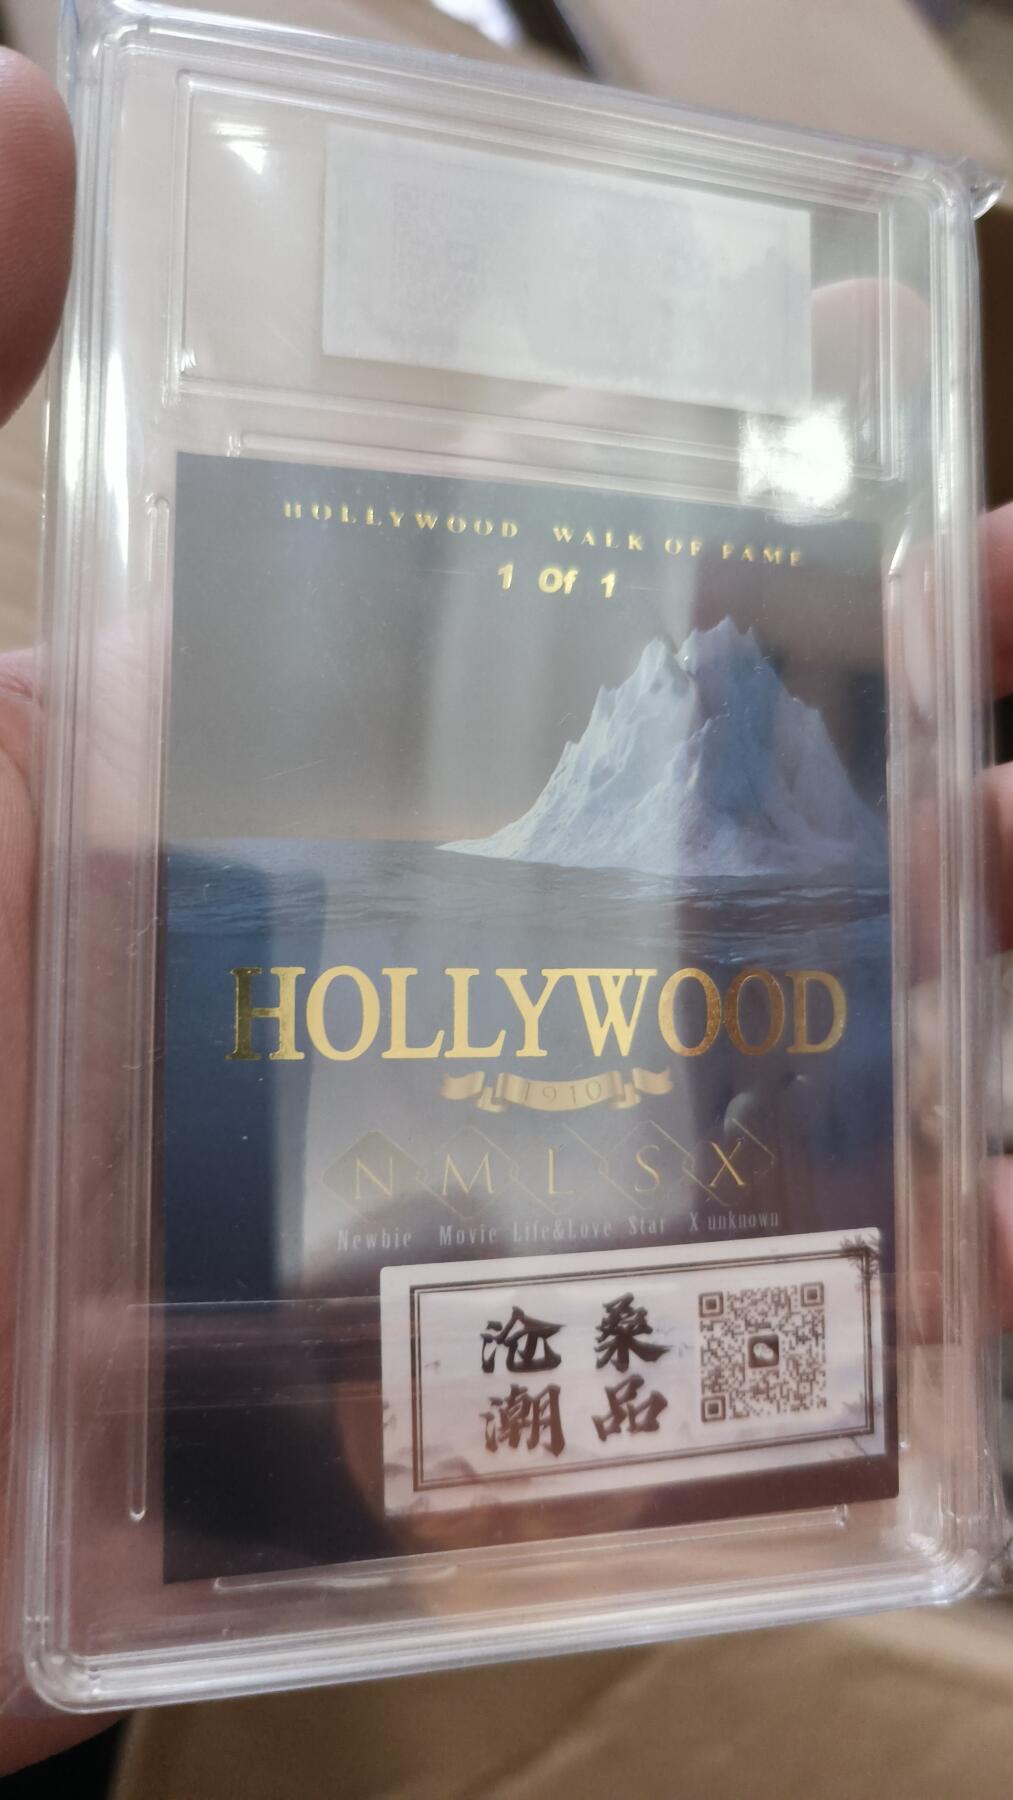 HOLLYWOOD WALK OF FAME
1 Of 1
HOLLYWOOD
1910
N M L S X
Newbie Movie Life&Love Star X unknown
沧桑
潮品